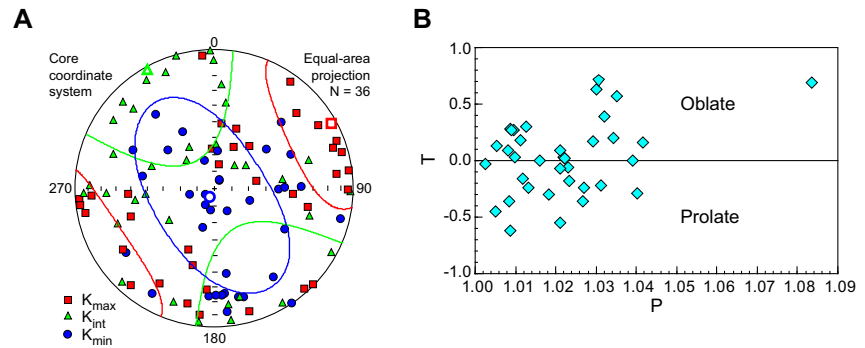 A
Core
coordinate
system
0
Equal-area
projection
N = 36
270
90
180
Kmax
Kint
Kmin
B
1.0
0.5
0.0
-0.5
-1.0
T
Oblate
Prolate
1.00 1.01 1.02 1.03 1.04 1.05 1.06 1.07 1.08 1.09
P